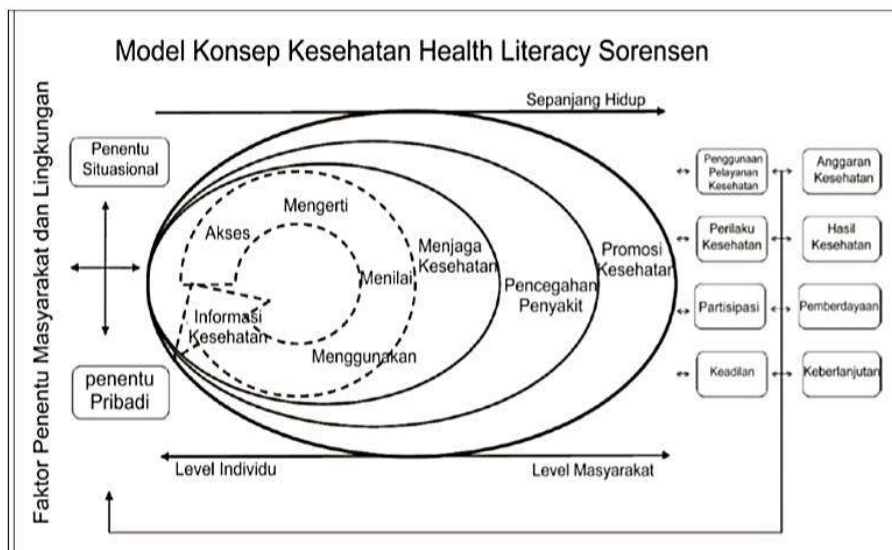 Model Konsep Kesehatan Health Literacy Sorensen
Faktor Penentu Masyarakat dan Lingkungan
Penentu
Situasional
penentu
Pribadi
Sepanjang Hidup
Akses
Mengerti
Menilai
Informasi
Kesehatan
Menggunakan
Menjaga
Kesehatan
Pencegahan
Penyakit
Promosi
Kesehatan
Level Individu
Level Masyarakat
Penggunaan
Pelayanan
Kesehatan
Anggaran
Kesehatan
Perilaku
Kesehatan
Hasil
Kesehatan
Partisipasi
Pemberdayaan
Keadilan
Keberlanjutan